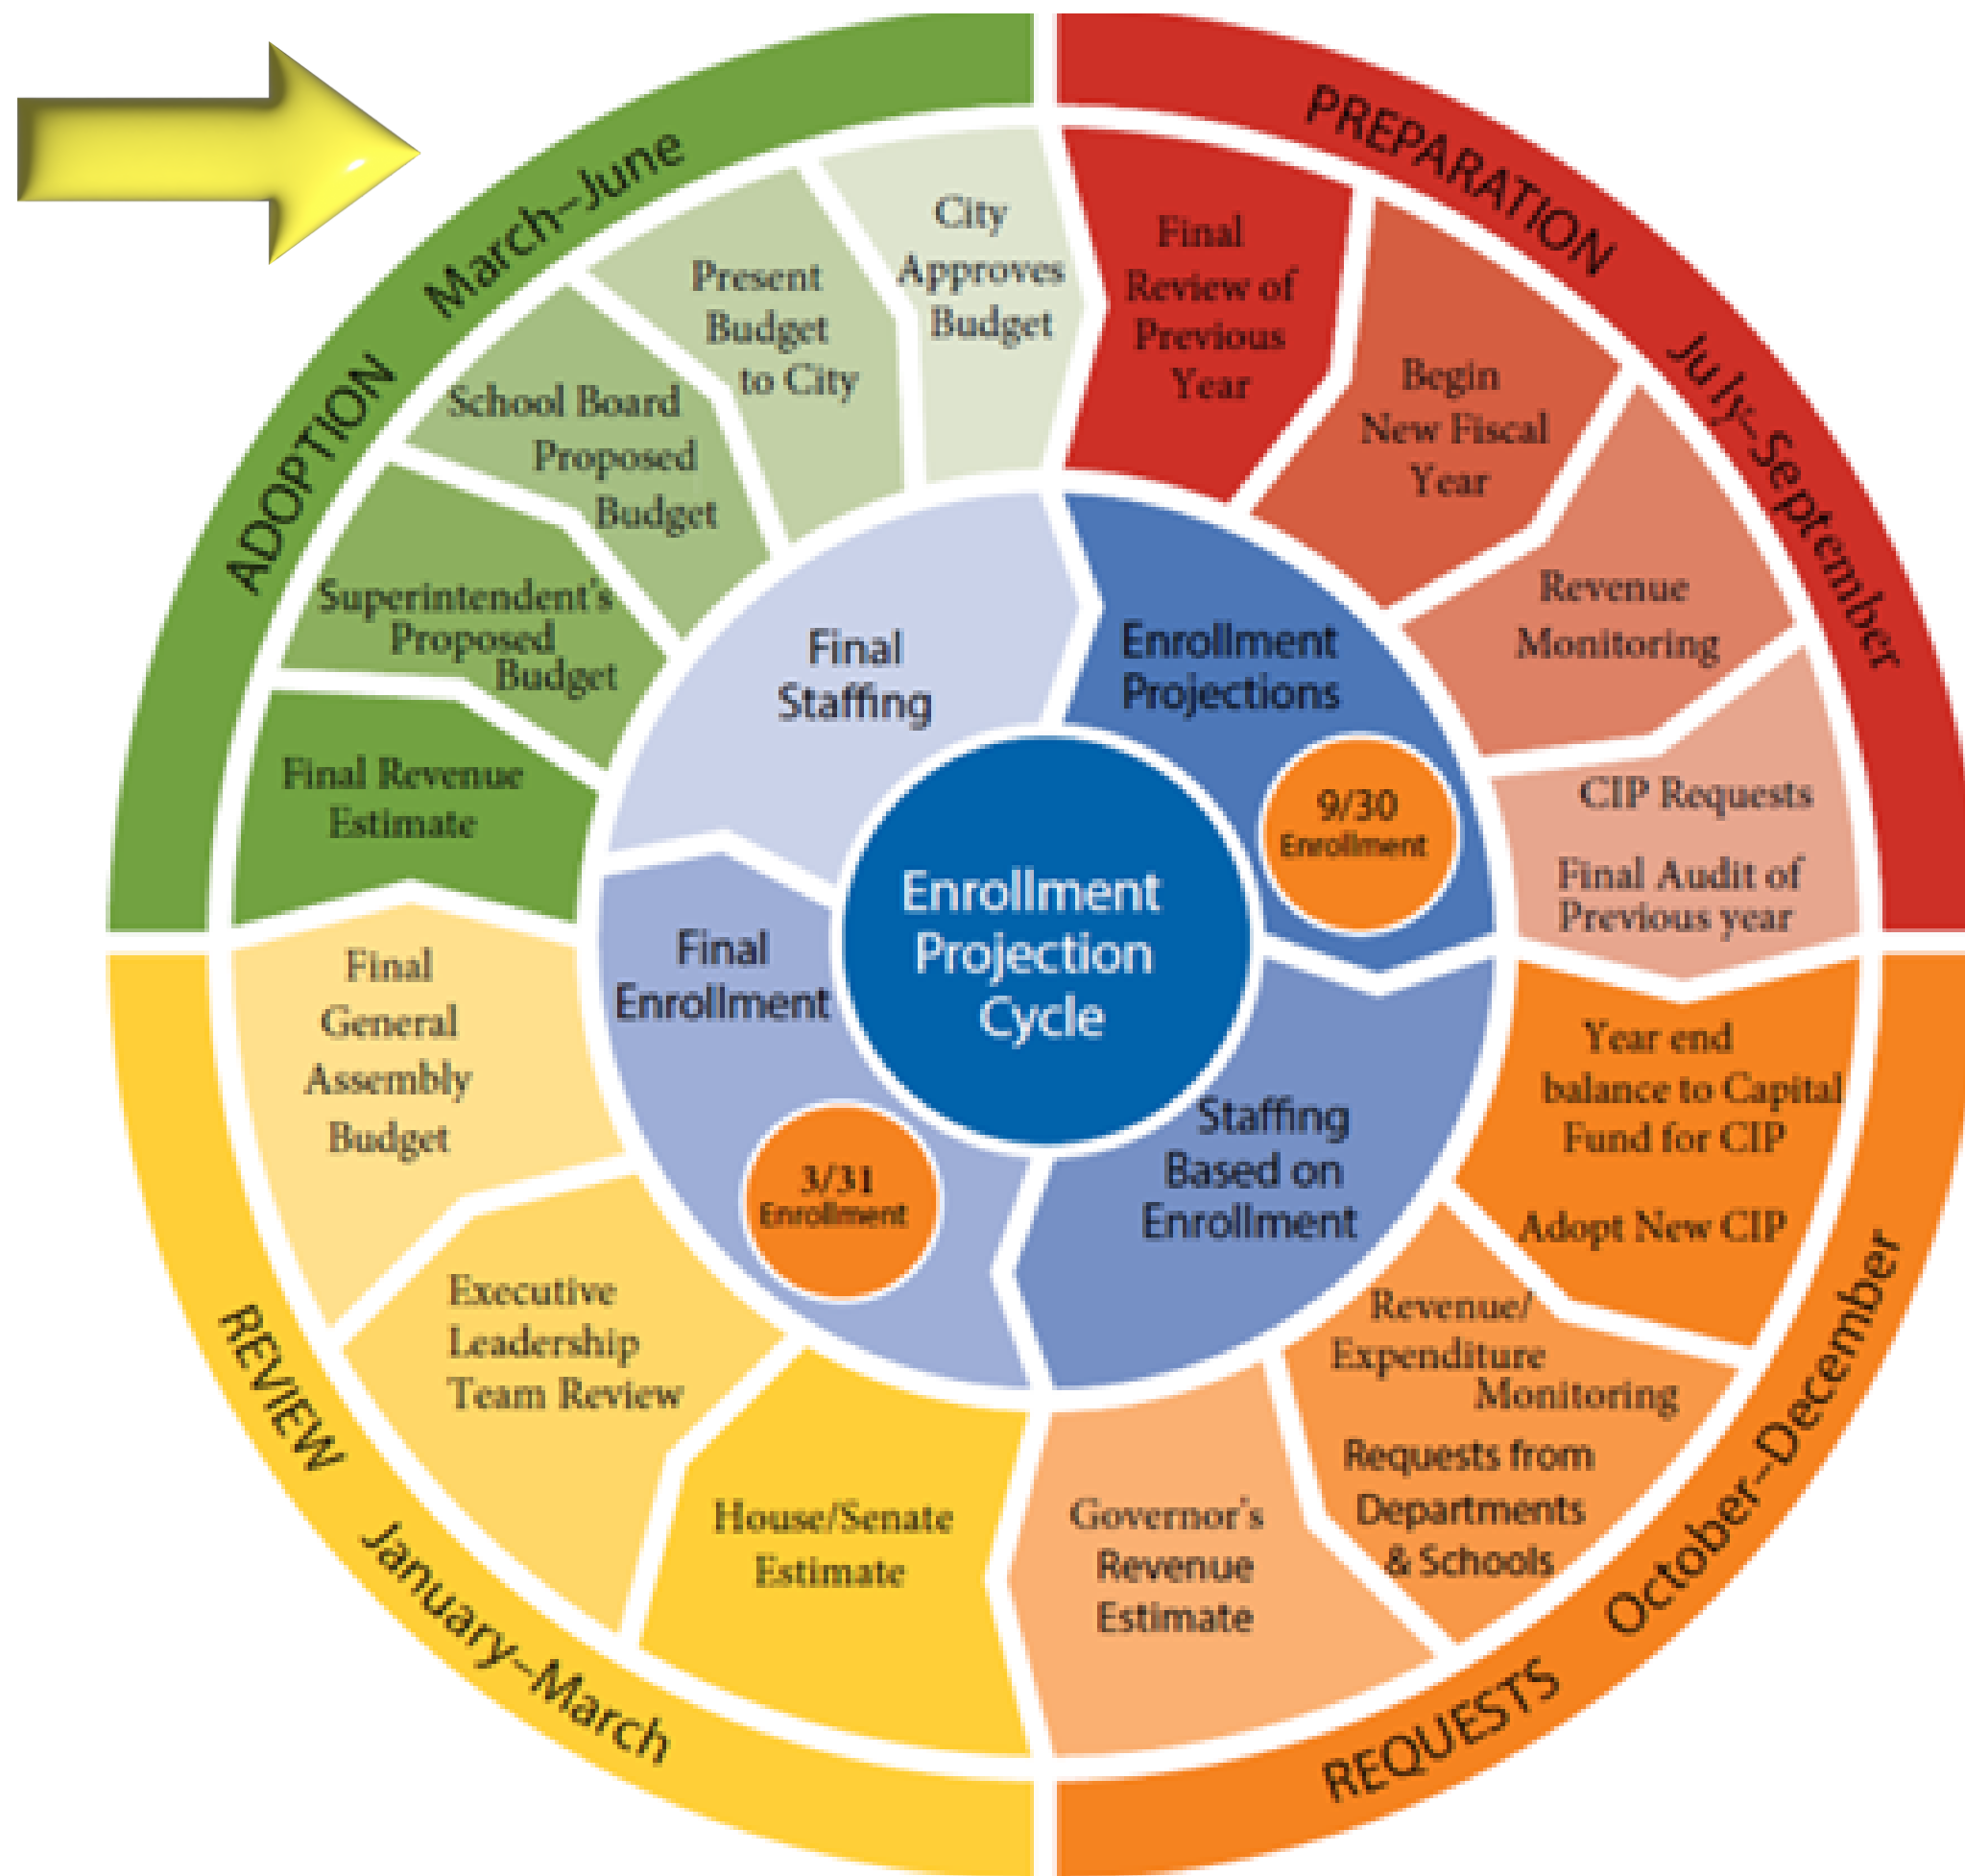 PREPARATION
July-September
Final
Review of
Previous
Year
Begin
New Fiscal
Year
Revenue
Monitoring
CIP Requests
Final Audit of
Previous year
October-December
REQUESTS
Year end
balance to Capital
Fund for CIP
Adopt New CIP
Revenue/
Expenditure
Monitoring
Requests from
Departments
& Schools
Governor's
Revenue
Estimate
January-March
REVIEW
House/Senate
Estimate
Executive
Leadership
Team Review
Final
General
Assembly
Budget
ADOPTION
March-June
Final Revenue
Estimate
Superintendent's
Proposed
Budget
School Board
Proposed
Budget
Present
Budget
to City
City
Approves
Budget
Enrollment
Projections
9/30
Enrollment
Staffing
Based on
Enrollment
Final
Enrollment
3/31
Enrollment
Final
Staffing
Enrollment
Projection
Cycle